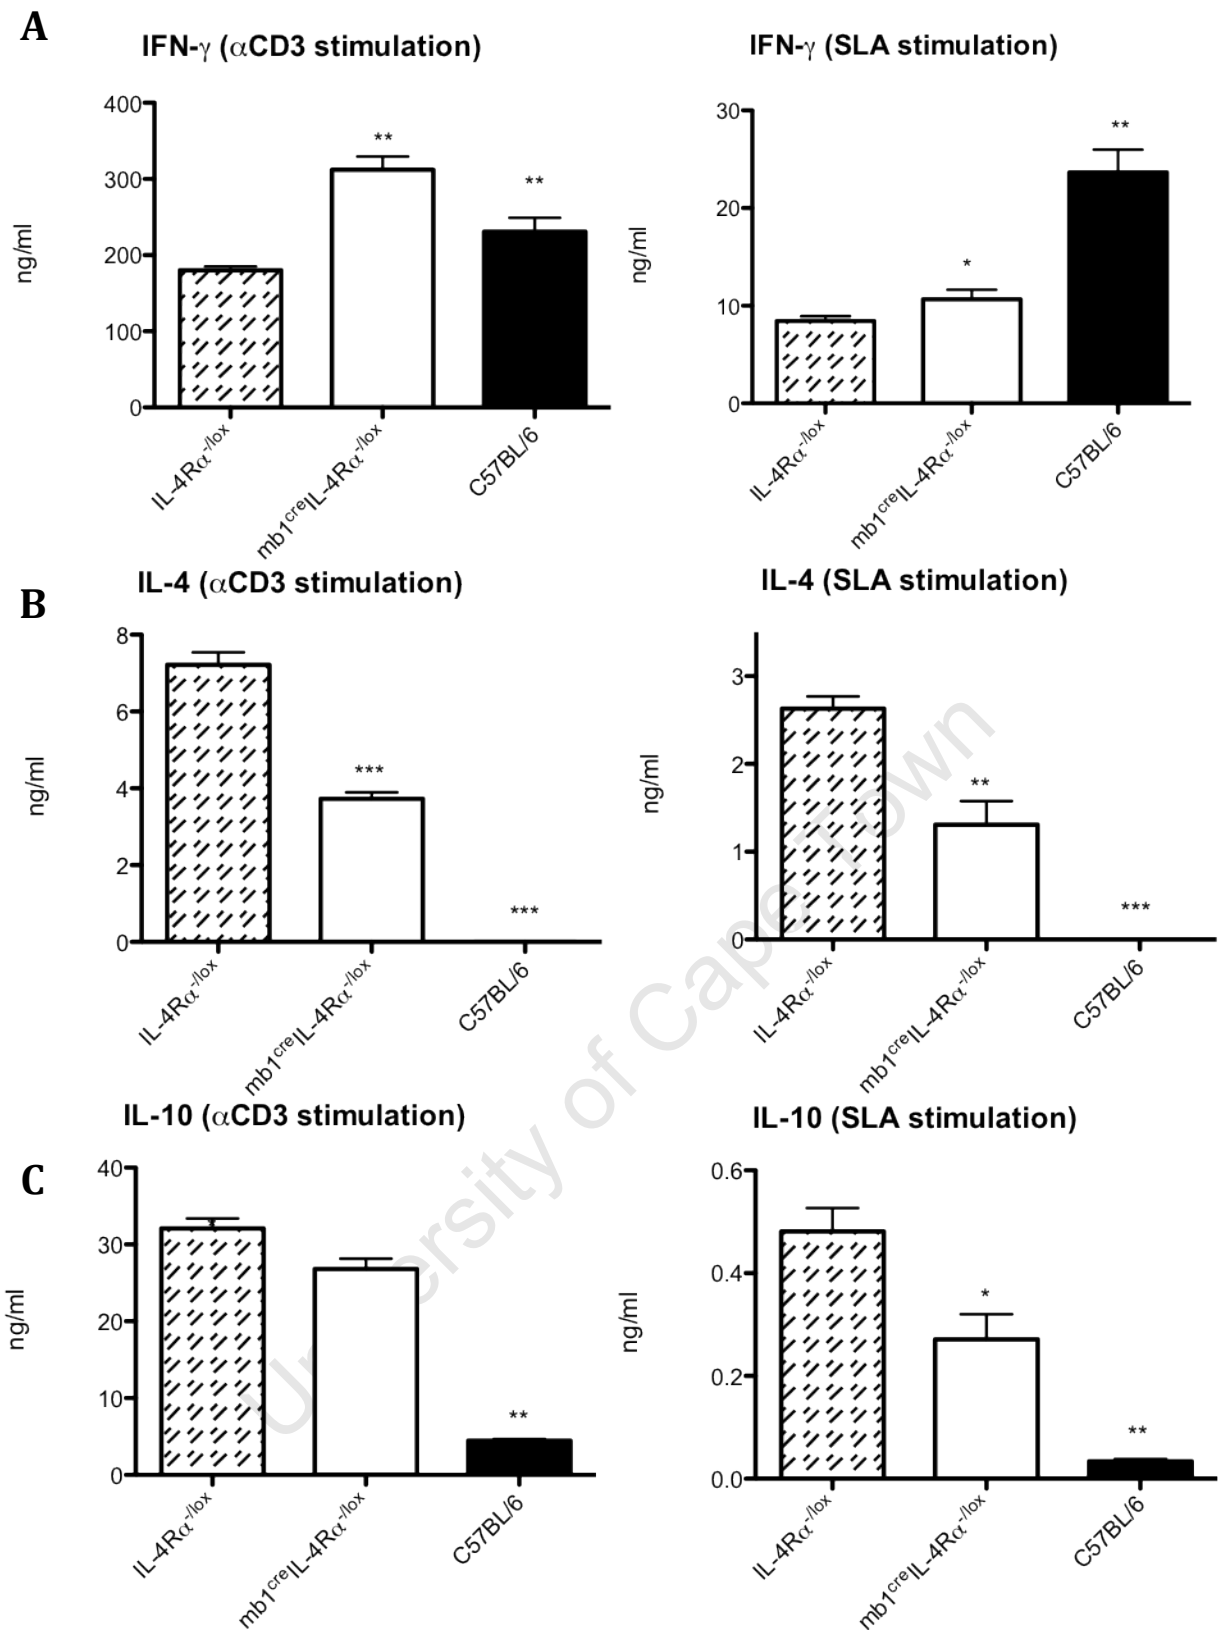 A
IFN-γ (αCD3 stimulation)
IFN-γ (SLA stimulation)
400
300
200
100
0
ng/ml
**
**
IL-4Rα-/lox
mb1creIL-4Rα-/lox
C57BL/6
30
20
10
0
ng/ml
*
**
IL-4Rα-/lox
mb1creIL-4Rα-/lox
C57BL/6
B
IL-4 (αCD3 stimulation)
IL-4 (SLA stimulation)
8
6
4
2
0
ng/ml
***
***
IL-4Rα-/lox
mb1creIL-4Rα-/lox
C57BL/6
3
2
1
0
ng/ml
**
***
IL-4Rα-/lox
mb1creIL-4Rα-/lox
C57BL/6
C
IL-10 (αCD3 stimulation)
IL-10 (SLA stimulation)
40
30
20
10
0
ng/ml
*
**
IL-4Rα-/lox
mb1creIL-4Rα-/lox
C57BL/6
0.6
0.4
0.2
0.0
ng/ml
*
**
IL-4Rα-/lox
mb1creIL-4Rα-/lox
C57BL/6
University of Cape Town